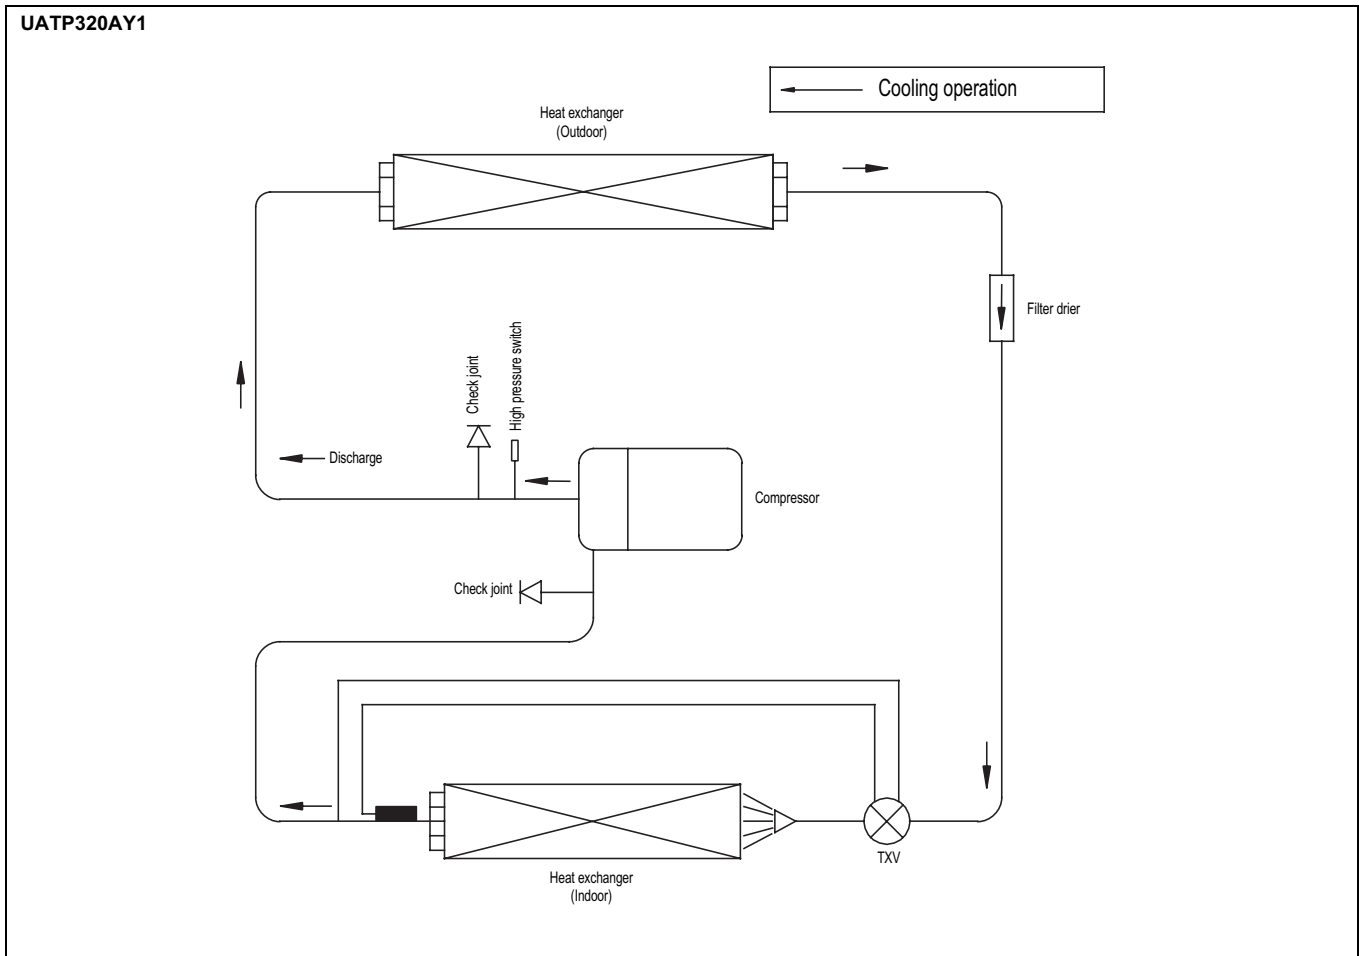 UATP320AY1
Cooling operation
Heat exchanger
(Outdoor)
Filter drier
Check joint
High pressure switch
Discharge
Compressor
Check joint
TXV
Heat exchanger
(Indoor)